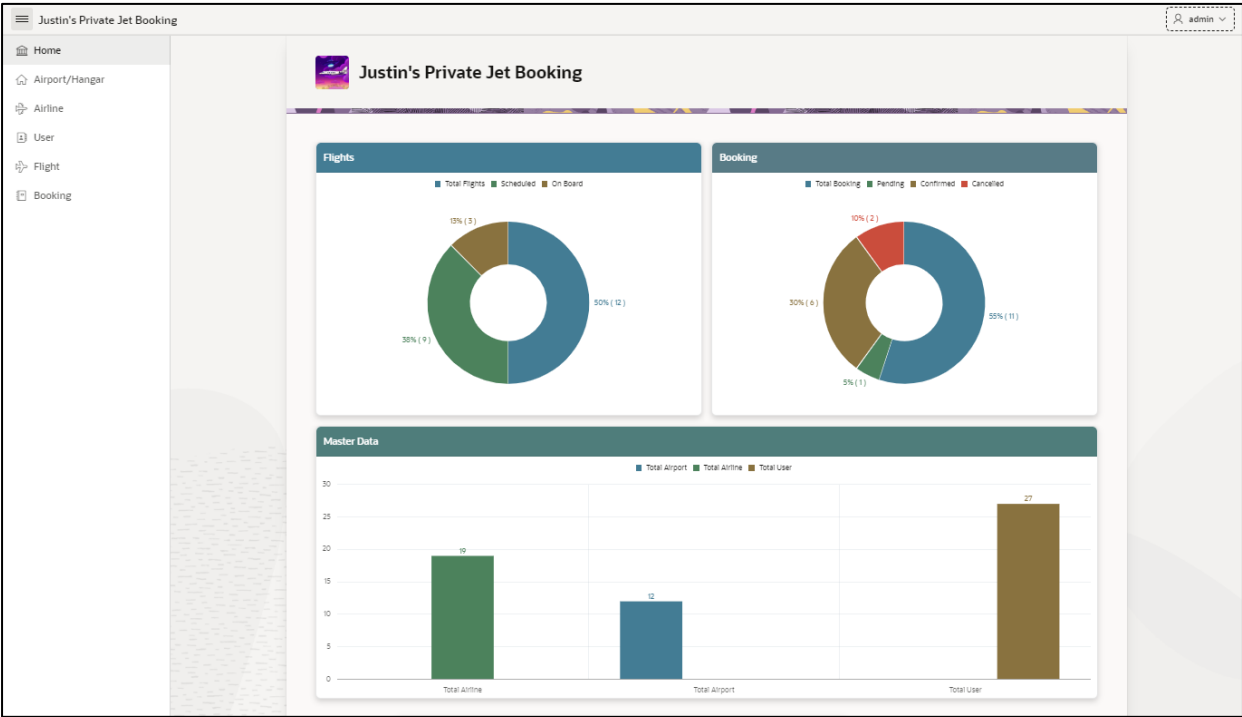 Justin's Private Jet Booking
admin
Home
Airport/Hangar
Airline
User
Flight
Booking
Justin's Private Jet Booking
Flights
Total Flights Scheduled On Board
13% ( 3 )
50% ( 12 )
38% ( 9 )
Booking
Total Booking Pending Confirmed Cancelled
10% ( 2 )
30% ( 6 )
55% ( 11 )
5% ( 1 )
Master Data
Total Airport Total Airline Total User
30
25
20
15
10
5
0
19
12
27
Total Airline Total Airport Total User